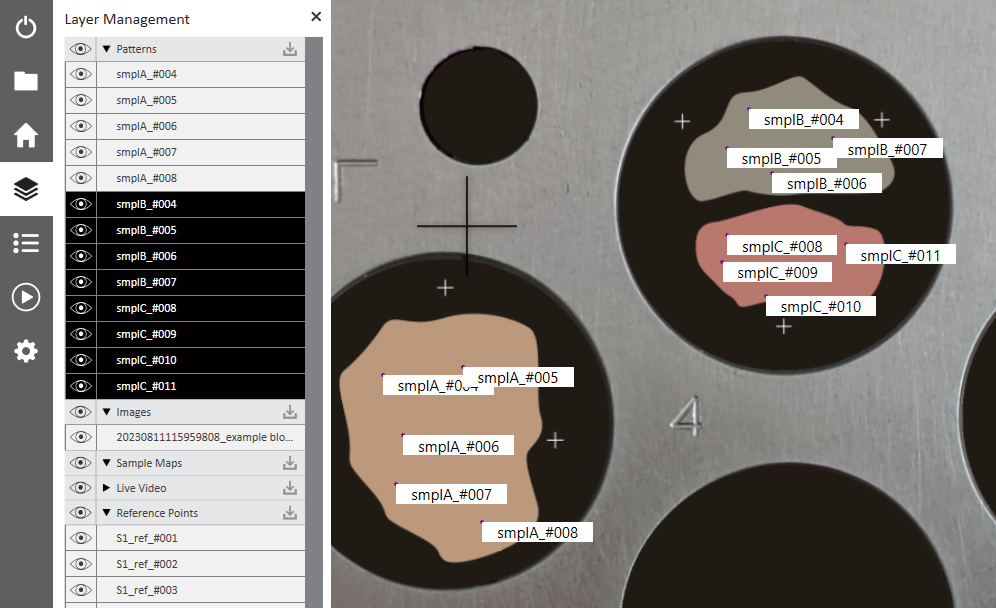 Layer Management
Patterns
smplA_#004
smplA_#005
smplA_#006
smplA_#007
smplA_#008
smplB_#004
smplB_#005
smplB_#006
smplB_#007
smplC_#008
smplC_#009
smplC_#010
smplC_#011
Images
20230811115959808_example blo...
Sample Maps
Live Video
Reference Points
S1_ref_#001
S1_ref_#002
S1_ref_#003
smplB_#004
smplB_#007
smplB_#005
smplB_#006
smplC_#008
smplC_#011
smplC_#009
smplC_#010
smplA_#005
smplA_#004
smplA_#006
smplA_#007
smplA_#008
4